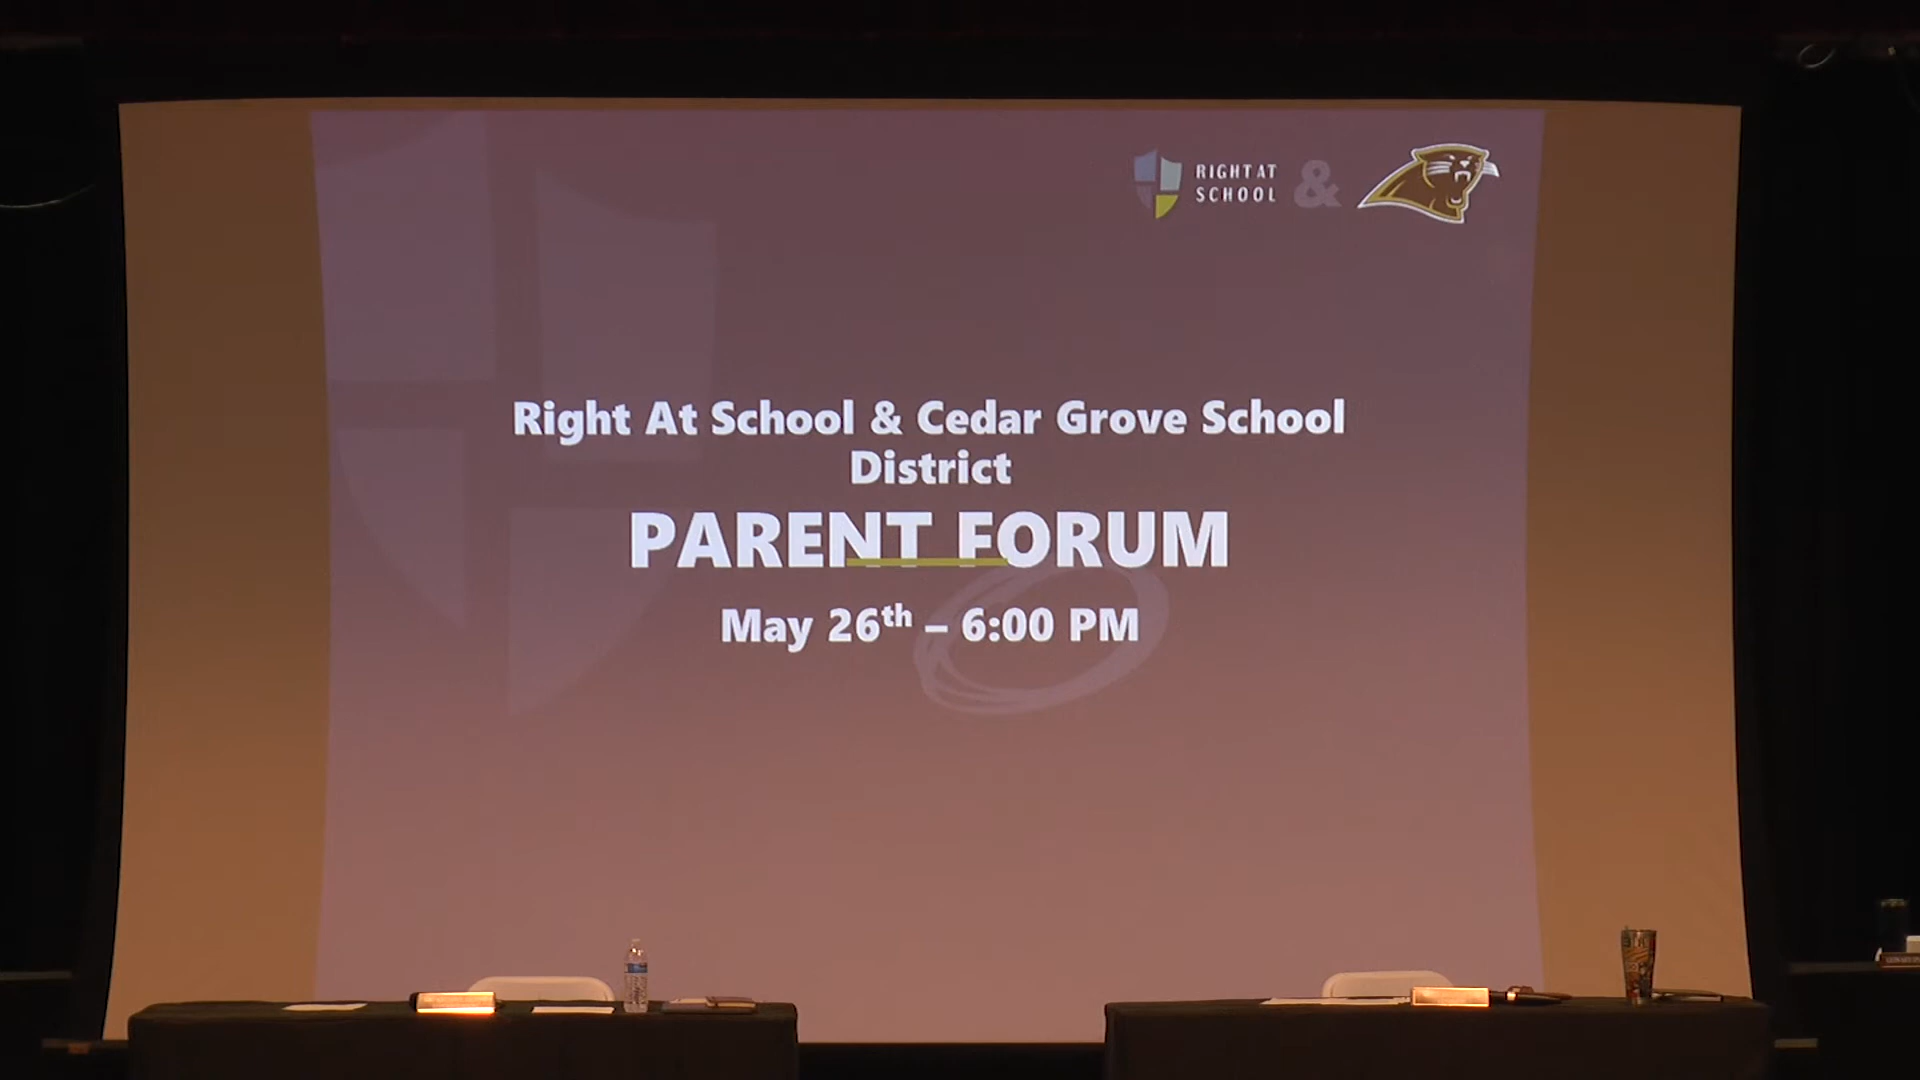 RIGHT AT
SCHOOL
&
Right At School & Cedar Grove School
District
PARENT FORUM
May 26th – 6:00 PM